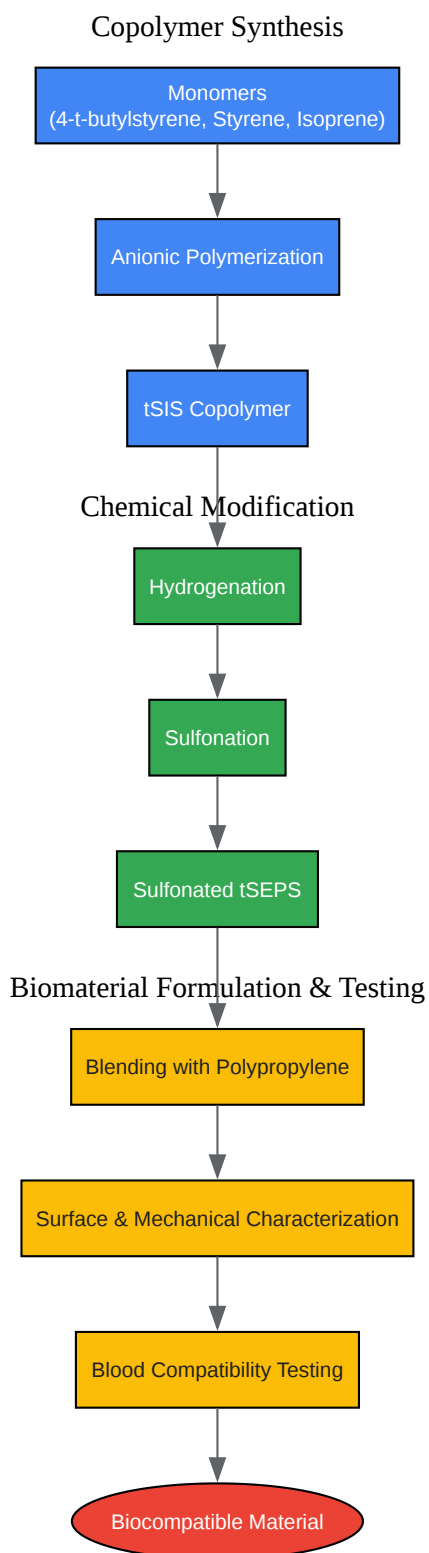 Copolymer Synthesis
Monomers
(4-t-butylstyrene, Styrene, Isoprene)
Anionic Polymerization
tSIS Copolymer
Chemical Modification
Hydrogenation
Sulfonation
Sulfonated tSEPS
Biomaterial Formulation & Testing
Blending with Polypropylene
Surface & Mechanical Characterization
Blood Compatibility Testing
Biocompatible Material